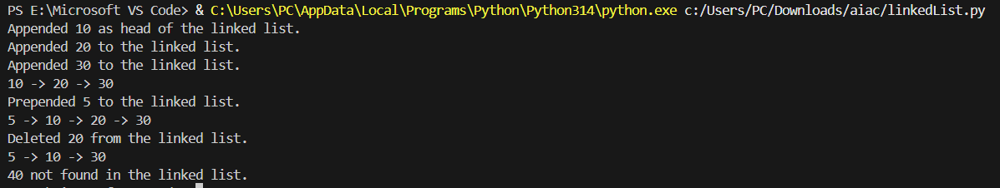 PS E:\Microsoft VS Code> & C:\Users\PC\AppData\Local\Programs\Python\Python314\python.exe c:/Users/PC/Downloads/aiac/linkedList.py
Appended 10 as head of the linked list.
Appended 20 to the linked list.
Appended 30 to the linked list.
10 -> 20 -> 30
Prepended 5 to the linked list.
5 -> 10 -> 20 -> 30
Deleted 20 from the linked list.
5 -> 10 -> 30
40 not found in the linked list.